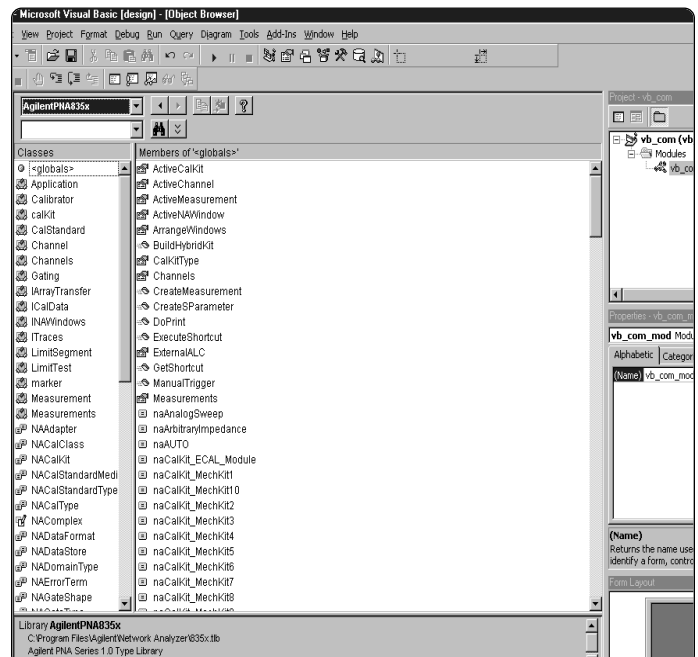 Microsoft Visual Basic [design] - [Object Browser]
View Project Format Debug Run Query Diagram Tools Add-Ins Window Help
AgilentPNA835x
Classes
<globals>
Application
Calibrator
calKit
CalStandard
Channel
Channels
Gating
IArrayTransfer
ICalData
INAWindows
ITraces
LimitSegment
LimitTest
marker
Measurement
Measurements
NAAdapter
NACalClass
NACalKit
NACalStandardMedi
NACalStandardType
NACalType
NAComplex
NADataFormat
NADataStore
NADomainType
NAErrorTerm
NAGateShape
Members of '<globals>'
ActiveCalKit
ActiveChannel
ActiveMeasurement
ActiveNAWindow
ArrangeWindows
BuildHybridKit
CalKitType
Channels
CreateMeasurement
CreateSParameter
DoPrint
ExecuteShortcut
ExternalALC
GetShortcut
ManualTrigger
Measurements
naAnalogSweep
naArbitraryImpedance
naAUTO
naCalKit_ECAL_Module
naCalKit_MechKit1
naCalKit_MechKit10
naCalKit_MechKit2
naCalKit_MechKit3
naCalKit_MechKit4
naCalKit_MechKit5
naCalKit_MechKit6
naCalKit_MechKit7
naCalKit_MechKit8
Library AgilentPNA835x
C:\Program Files\Agilent\Network Analyzer\835x.tlb
Agilent PNA Series 1.0 Type Library
Project - vb_com
vb_com (vb
Modules
vb_co
Properties - vb_com_m
vb_com_mod Modu
Alphabetic Categor
(Name) vb_com_mod
(Name)
Returns the name use
identify a form, contro
Form Layout